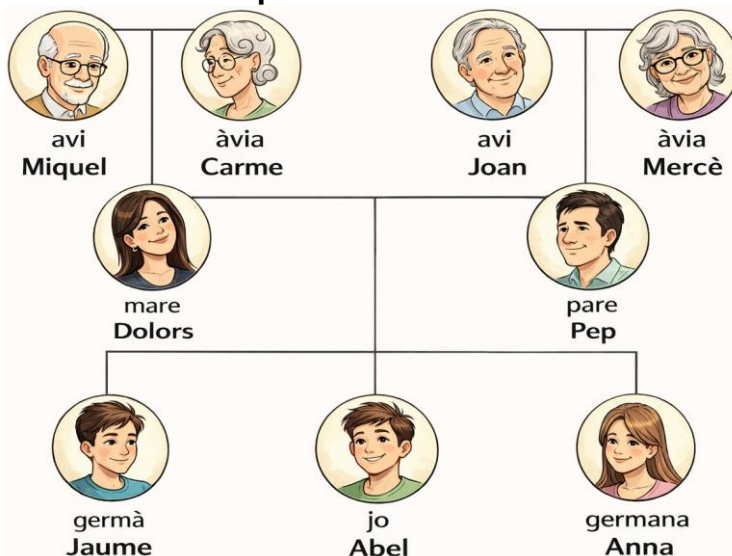 avi
Miquel
àvia
Carme
avi
Joan
àvia
Mercè
mare
Dolors
pare
Pep
germà
Jaume
jo
Abel
germana
Anna